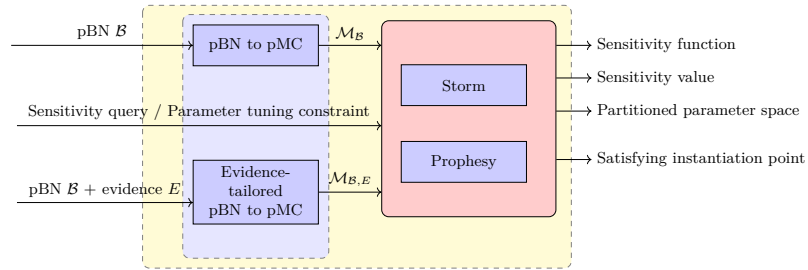 pBN ℬ
pBN to pMC
ℳ_ℬ
Sensitivity function
Storm
Sensitivity value
Sensitivity query / Parameter tuning constraint
Partitioned parameter space
Prophesy
Satisfying instantiation point
pBN ℬ + evidence E
Evidence-
tailored
pBN to pMC
ℳ_ℬ,E